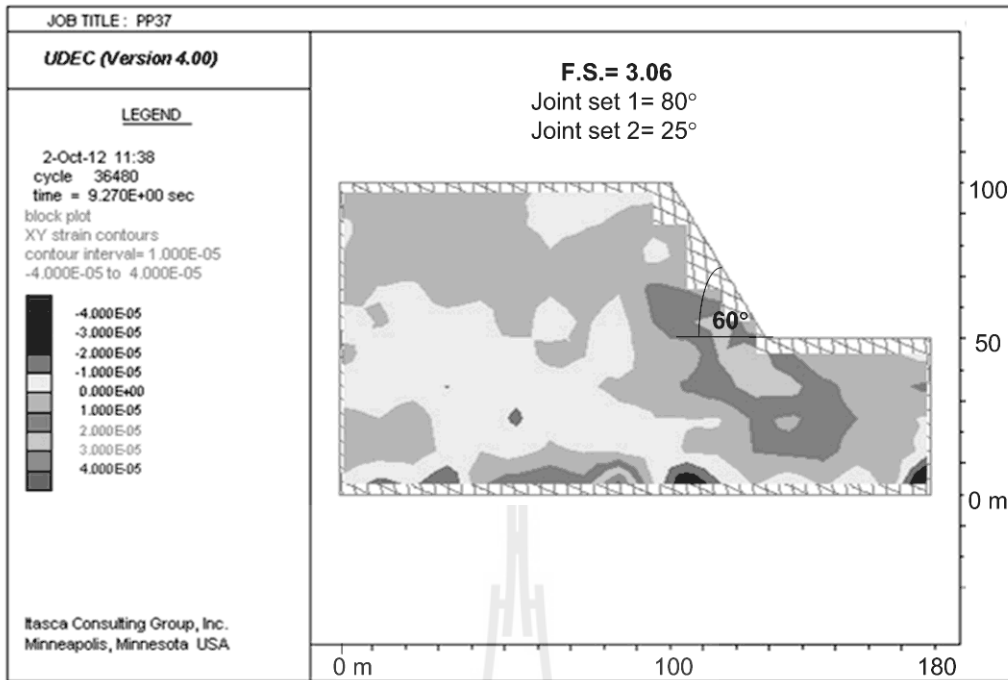 JOB TITLE : PP37
UDEC (Version 4.00)
LEGEND
2-Oct-12 11:38
cycle 36480
time = 9.270E+00 sec
block plot
XY strain contours
contour interval= 1.000E-05
-4.000E-05 to 4.000E-05
-4.000E-05
-3.000E-05
-2.000E-05
-1.000E-05
0.000E+00
1.000E-05
2.000E-05
3.000E-05
4.000E-05
Itasca Consulting Group, Inc.
Minneapolis, Minnesota USA
F.S.= 3.06
Joint set 1= 80°
Joint set 2= 25°
60°
100
50
0 m
0 m
100
180